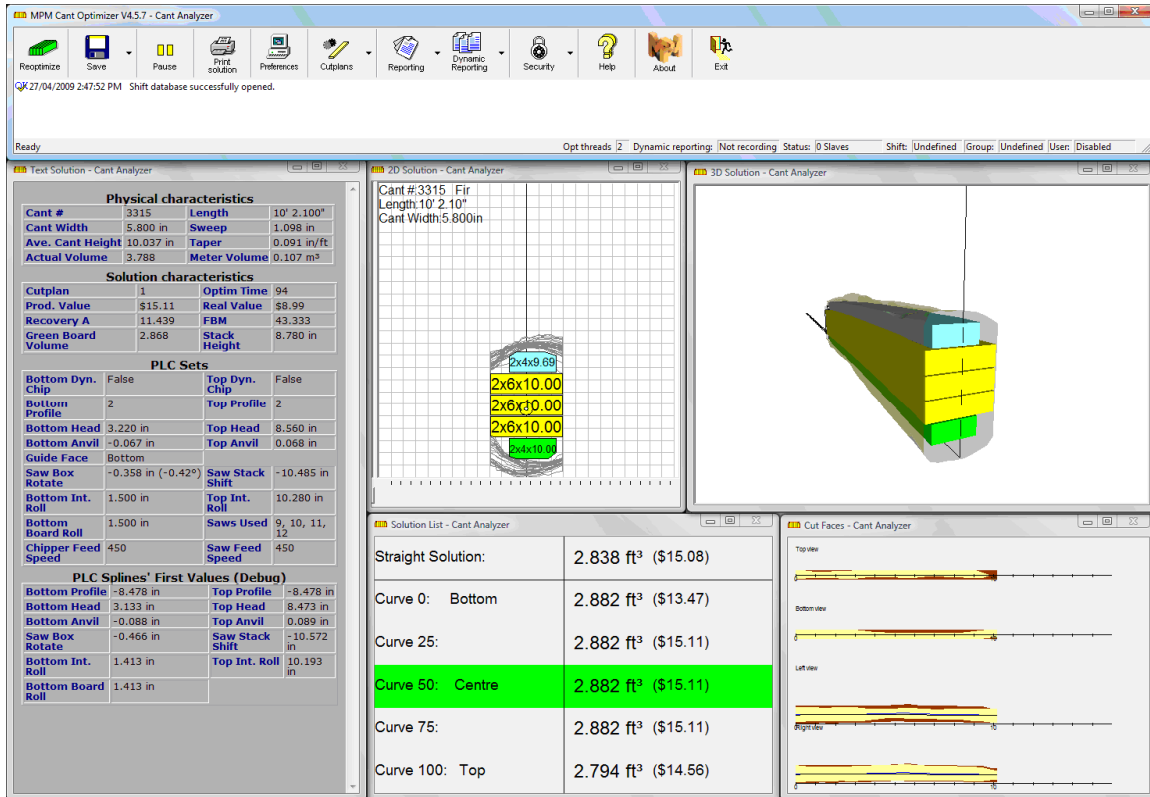 MPM Cant Optimizer V4.5.7 - Cant Analyzer
Reoptimize Save Pause Print solution Preferences Cutplans Reporting Dynamic Reporting Security Help About Exit
OK 27/04/2009 2:47:52 PM Shift database successfully opened.
Ready Opt threads 2 Dynamic reporting: Not recording Status: 0 Slaves Shift: Undefined Group: Undefined User: Disabled
Text Solution - Cant Analyzer
Physical characteristics
Cant # 3315 Length 10' 2.100"
Cant Width 5.800 in Sweep 1.098 in
Ave. Cant Height 10.037 in Taper 0.091 in/ft
Actual Volume 3.788 Meter Volume 0.107 m³
Solution characteristics
Cutplan 1 Optim Time 94
Prod. Value $15.11 Real Value $8.99
Recovery A 11.439 FBM 43.333
Green Board Volume 2.868 Stack Height 8.780 in
PLC Sets
Bottom Dyn. Chip False Top Dyn. Chip False
Bottom Profile 2 Top Profile 2
Bottom Head 3.220 in Top Head 8.560 in
Bottom Anvil -0.067 in Top Anvil 0.068 in
Guide Face Bottom
Saw Box Rotate -0.358 in (-0.42º) Saw Stack Shift -10.485 in
Bottom Int. Roll 1.500 in Top Int. Roll 10.280 in
Bottom Board Roll 1.500 in Saws Used 9, 10, 11, 12
Chipper Feed Speed 450 Saw Feed Speed 450
PLC Splines' First Values (Debug)
Bottom Profile -8.478 in Top Profile -8.478 in
Bottom Head 3.133 in Top Head 8.473 in
Bottom Anvil -0.088 in Top Anvil 0.089 in
Saw Box Rotate -0.466 in Saw Stack Shift -10.572 in
Bottom Int. Roll 1.413 in Top Int. Roll 10.193 in
Bottom Board Roll 1.413 in
2D Solution - Cant Analyzer
Cant #:3315 Fir
Length:10' 2.10"
Cant Width:5.800in
2x4x9.69
2x6x10.00
2x6x10.00
2x6x10.00
2x4x10.00
3D Solution - Cant Analyzer
Solution List - Cant Analyzer
Straight Solution: 2.838 ft³ ($15.08)
Curve 0: Bottom 2.882 ft³ ($13.47)
Curve 25: 2.882 ft³ ($15.11)
Curve 50: Centre 2.882 ft³ ($15.11)
Curve 75: 2.882 ft³ ($15.11)
Curve 100: Top 2.794 ft³ ($14.56)
Cut Faces - Cant Analyzer
Top view
0 10
Bottom view
0 10
Left view
0 10
Right view
0 10